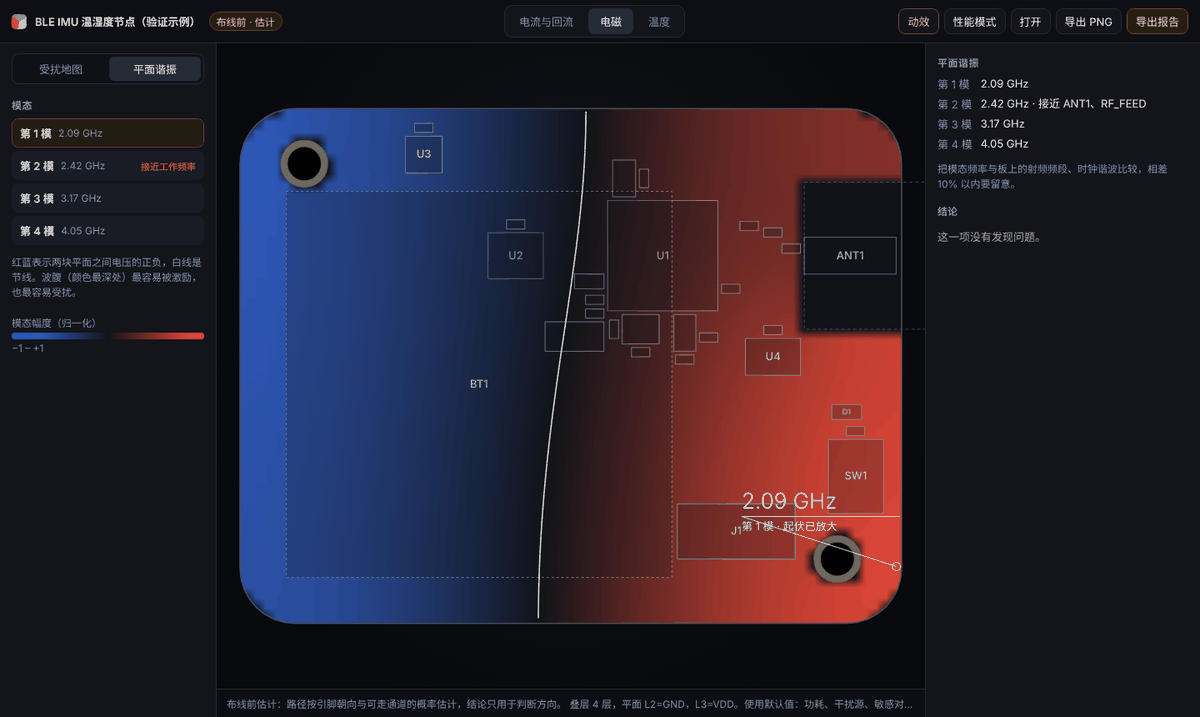 BLE IMU 温湿度节点（验证示例）
布线前 · 估计
电流与回流
电磁
温度
动效
性能模式
打开
导出 PNG
导出报告
受扰地图
平面谐振
模态
第 1 模 2.09 GHz
第 2 模 2.42 GHz 接近工作频率
第 3 模 3.17 GHz
第 4 模 4.05 GHz
红蓝表示两块平面之间电压的正负，白线是
节线。波腹（颜色最深处）最容易被激励，
也最容易受扰。
模态幅度（归一化）
−1 – +1
U3
U2
U1
ANT1
U4
BT1
D1
SW1
2.09 GHz
第 1 模 · 起伏已放大
J1
平面谐振
第 1 模 2.09 GHz
第 2 模 2.42 GHz · 接近 ANT1、RF_FEED
第 3 模 3.17 GHz
第 4 模 4.05 GHz
把模态频率与板上的射频频段、时钟谐波比较，相差
10% 以内要留意。
结论
这一项没有发现问题。
布线前估计：路径按引脚朝向与可走通道的概率估计，结论只用于判断方向。 叠层 4 层，平面 L2=GND，L3=VDD。使用默认值：功耗、干扰源、敏感对…